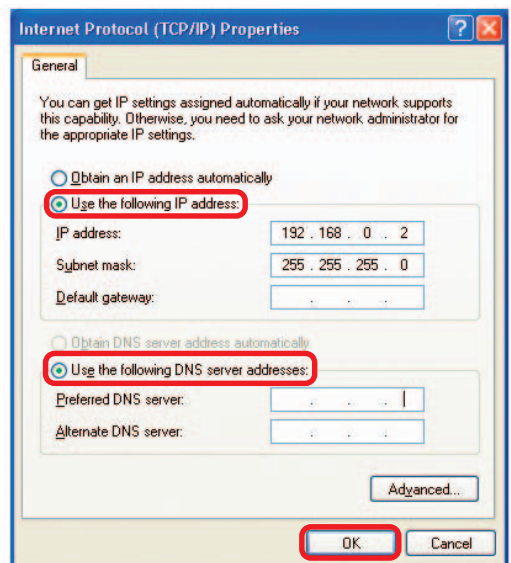 Internet Protocol (TCP/IP) Properties
General
You can get IP settings assigned automatically if your network supports
this capability. Otherwise, you need to ask your network administrator for
the appropriate IP settings.
Obtain an IP address automatically
Use the following IP address:
IP address: 192 . 168 . 0 . 2
Subnet mask: 255 . 255 . 255 . 0
Default gateway: . . .
Obtain DNS server address automatically
Use the following DNS server addresses:
Preferred DNS server: . . .
Alternate DNS server: . . .
Advanced...
OK Cancel